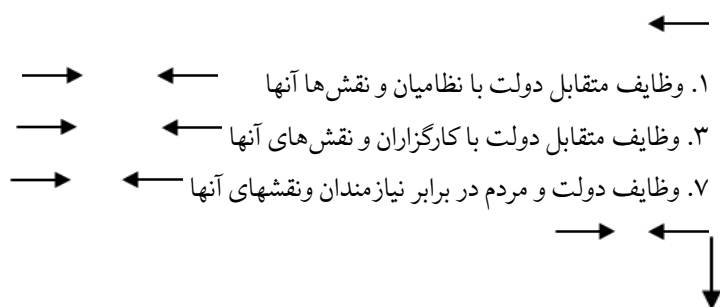 ۱. وظایف متقابل دولت با نظامیان و نقش‌ها آنها
۳. وظایف متقابل دولت با کارگزاران و نقش‌های آنها
۷. وظایف دولت و مردم در برابر نیازمندان ونقشهای آنها